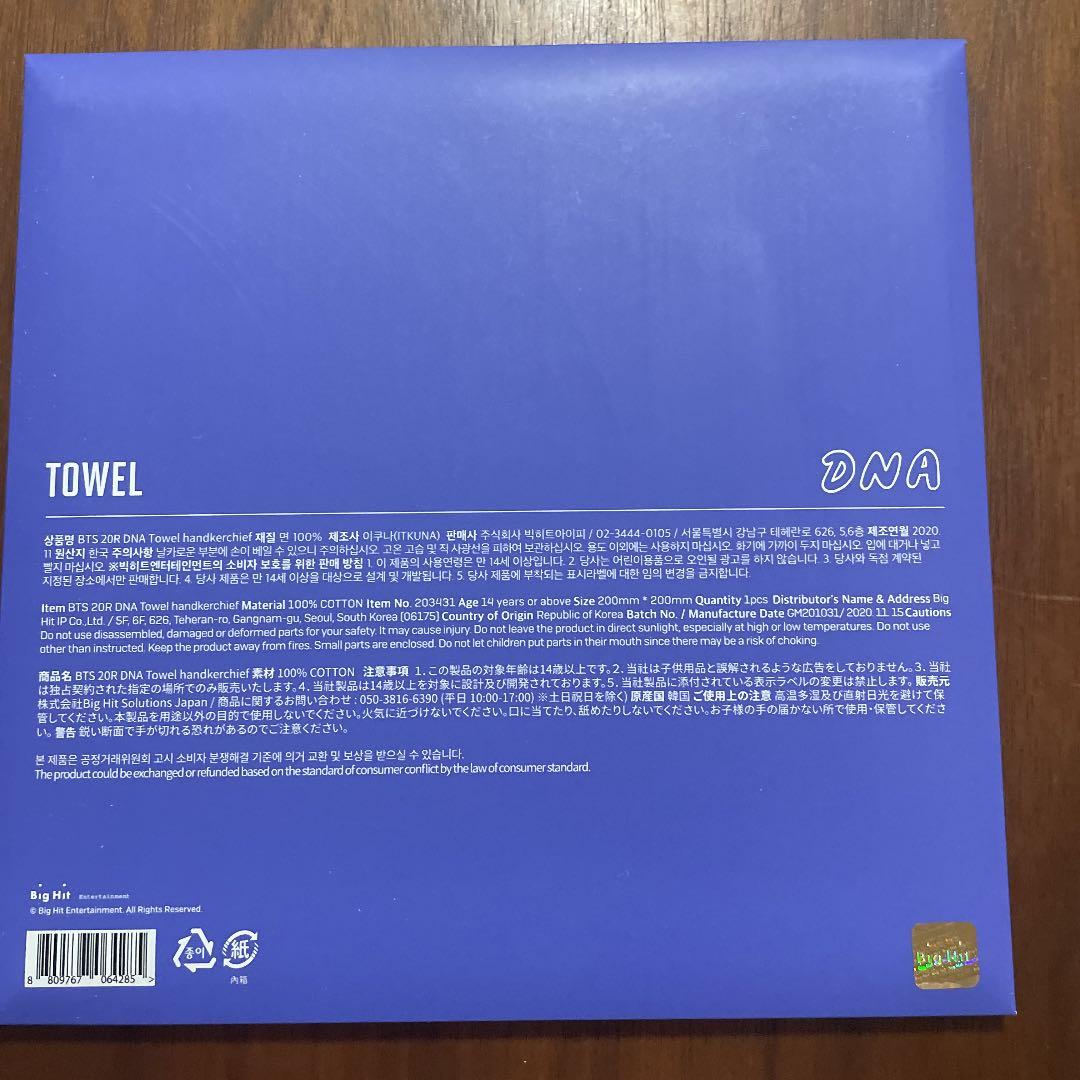 TOWEL
DNA
상품명 BTS 20R DNA Towel handkerchief 재질 면 100% 제조사 이쿠나(ITKUNA) 판매사 주식회사 빅히트아이피 / 02-3444-0105 / 서울특별시 강남구 테헤란로 626, 5,6층 제조연월 2020.
11 원산지 한국 주의사항 날카로운 부분에 손이 베일 수 있으니 주의하십시오. 고온 고습 및 직 사광선을 피하여 보관하십시오. 용도 이외에는 사용하지 마십시오. 화기에 가까이 두지 마십시오. 입에 대거나 넣고
빨지 마십시오. ※빅히트엔터테인먼트의 소비자 보호를 위한 판매 방침 1. 이 제품의 사용연령은 만 14세 이상입니다. 2. 당사는 어린이용품으로 오인될 광고를 하지 않습니다. 3. 당사와 독점 계약된
지정된 장소에서만 판매합니다. 4. 당사 제품은 만 14세 이상을 대상으로 설계 및 개발됩니다. 5. 당사 제품에 부착되는 표시라벨에 대한 임의 변경을 금지합니다.
Item BTS 20R DNA Towel handkerchief Material 100% COTTON Item No. 203431 Age 14 years or above Size 200mm * 200mm Quantity 1pcs Distributor's Name & Address Big
Hit IP Co.,Ltd. / 5F, 6F, 626, Teheran-ro, Gangnam-gu, Seoul, South Korea [06175] Country of Origin Republic of Korea Batch No. / Manufacture Date GM201031/ 2020. 11. 15 Cautions
Do not use disassembled, damaged or deformed parts for your safety. It may cause injury. Do not leave the product in direct sunlight, especially at high or low temperatures. Do not use
other than instructed. Keep the product away from fires. Small parts are enclosed. Do not let children put parts in their mouth since there may be a risk of choking.
商品名 BTS 20R DNA Towel handkerchief 素材 100% COTTON 注意事項 1. この製品の対象年齢は14歳以上です。2. 当社は子供用品と誤解されるような広告をしておりません。3. 当社
は独占契約された指定の場所でのみ販売いたします。4. 当社製品は14歳以上を対象に設計及び開発されております。5. 当社製品に添付されている表示ラベルの変更は禁止します。 販売元
株式会社Big Hit Solutions Japan / 商品に関するお問い合わせ : 050-3816-6390 (平日 10:00-17:00) ※土日祝日を除く) 原産国 韓国 ご使用上の注意 高温多湿及び直射日光を避けて保
管してください。本製品を用途以外の目的で使用しないでください。火気に近づけないでください。口に当てたり、舐めたりしないでください。お子様の手の届かない所で使用・保管してくださ
い。 警告 鋭い断面で手が切れる恐れがあるのでご注意ください。
본 제품은 공정거래위원회 고시 소비자 분쟁해결 기준에 의거 교환 및 보상을 받으실 수 있습니다.
The product could be exchanged or refunded based on the standard of consumer conflict by the law of consumer standard.
Big Hit Entertainment
© Big Hit Entertainment. All Rights Reserved.
8 809767 064285 >
종이
紙
內箱
Big Hit